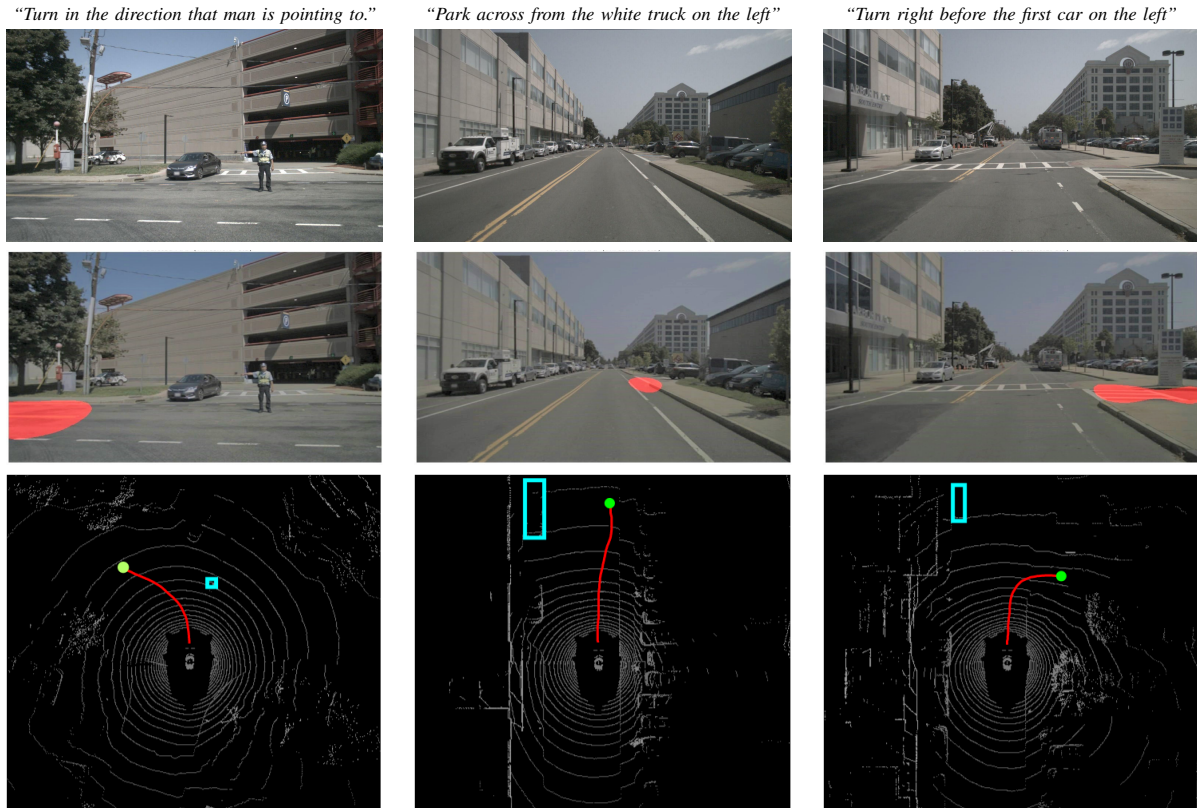 “Turn in the direction that man is pointing to.”
“Park across from the white truck on the left”
“Turn right before the first car on the left”